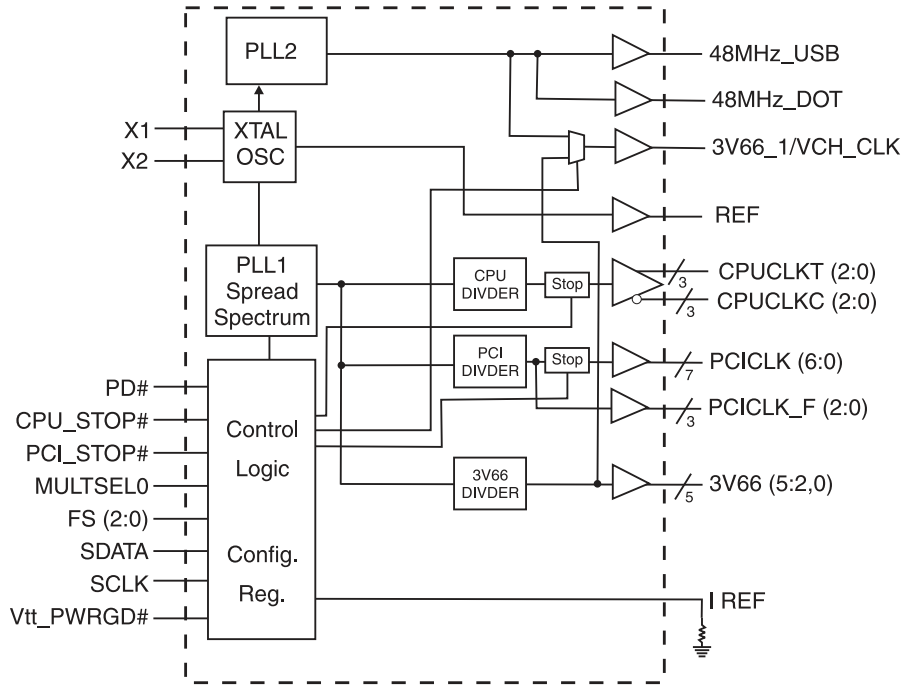 PLL2
48MHz_USB
48MHz_DOT
X1
X2
XTAL
OSC
3V66_1/VCH_CLK
REF
PLL1
Spread
Spectrum
CPU
DIVDER
Stop
3
CPUCLKT (2:0)
3
CPUCLKC (2:0)
PCI
DIVDER
Stop
7
PCICLK (6:0)
3
PCICLK_F (2:0)
PD#
CPU_STOP#
PCI_STOP#
MULTSEL0
FS (2:0)
SDATA
SCLK
Vtt_PWRGD#
Control
Logic
Config.
Reg.
3V66
DIVDER
5
3V66 (5:2,0)
I REF